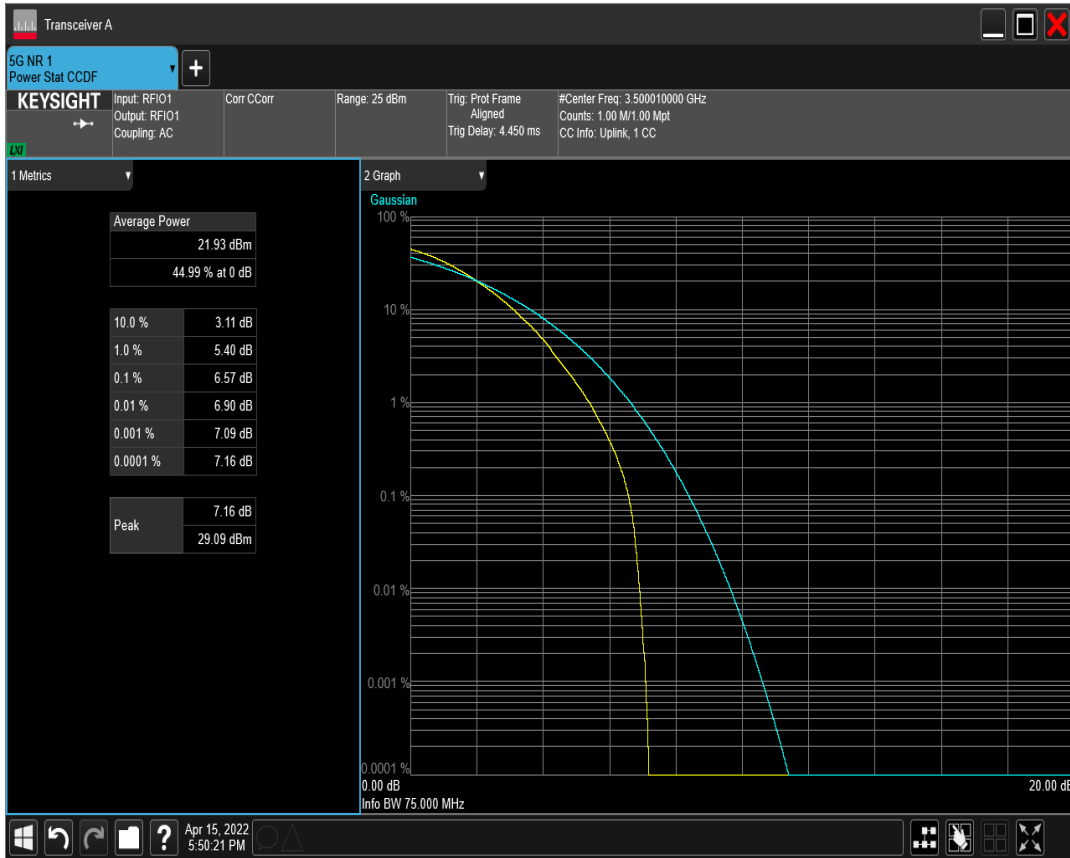 Transceiver A
5G NR 1
Power Stat CCDF
KEYSIGHT
LXI
Input: RFIO1
Output: RFIO1
Coupling: AC
Corr CCorr
Range: 25 dBm
Trig: Prot Frame
Aligned
Trig Delay: 4.450 ms
#Center Freq: 3.500010000 GHz
Counts: 1.00 M/1.00 Mpt
CC Info: Uplink, 1 CC
1 Metrics
Average Power
21.93 dBm
44.99 % at 0 dB
10.0 % 3.11 dB
1.0 % 5.40 dB
0.1 % 6.57 dB
0.01 % 6.90 dB
0.001 % 7.09 dB
0.0001 % 7.16 dB
Peak
7.16 dB
29.09 dBm
2 Graph
Gaussian
100 %
10 %
1 %
0.1 %
0.01 %
0.001 %
0.0001 %
0.00 dB 20.00 dB
Info BW 75.000 MHz
? Apr 15, 2022
5:50:21 PM